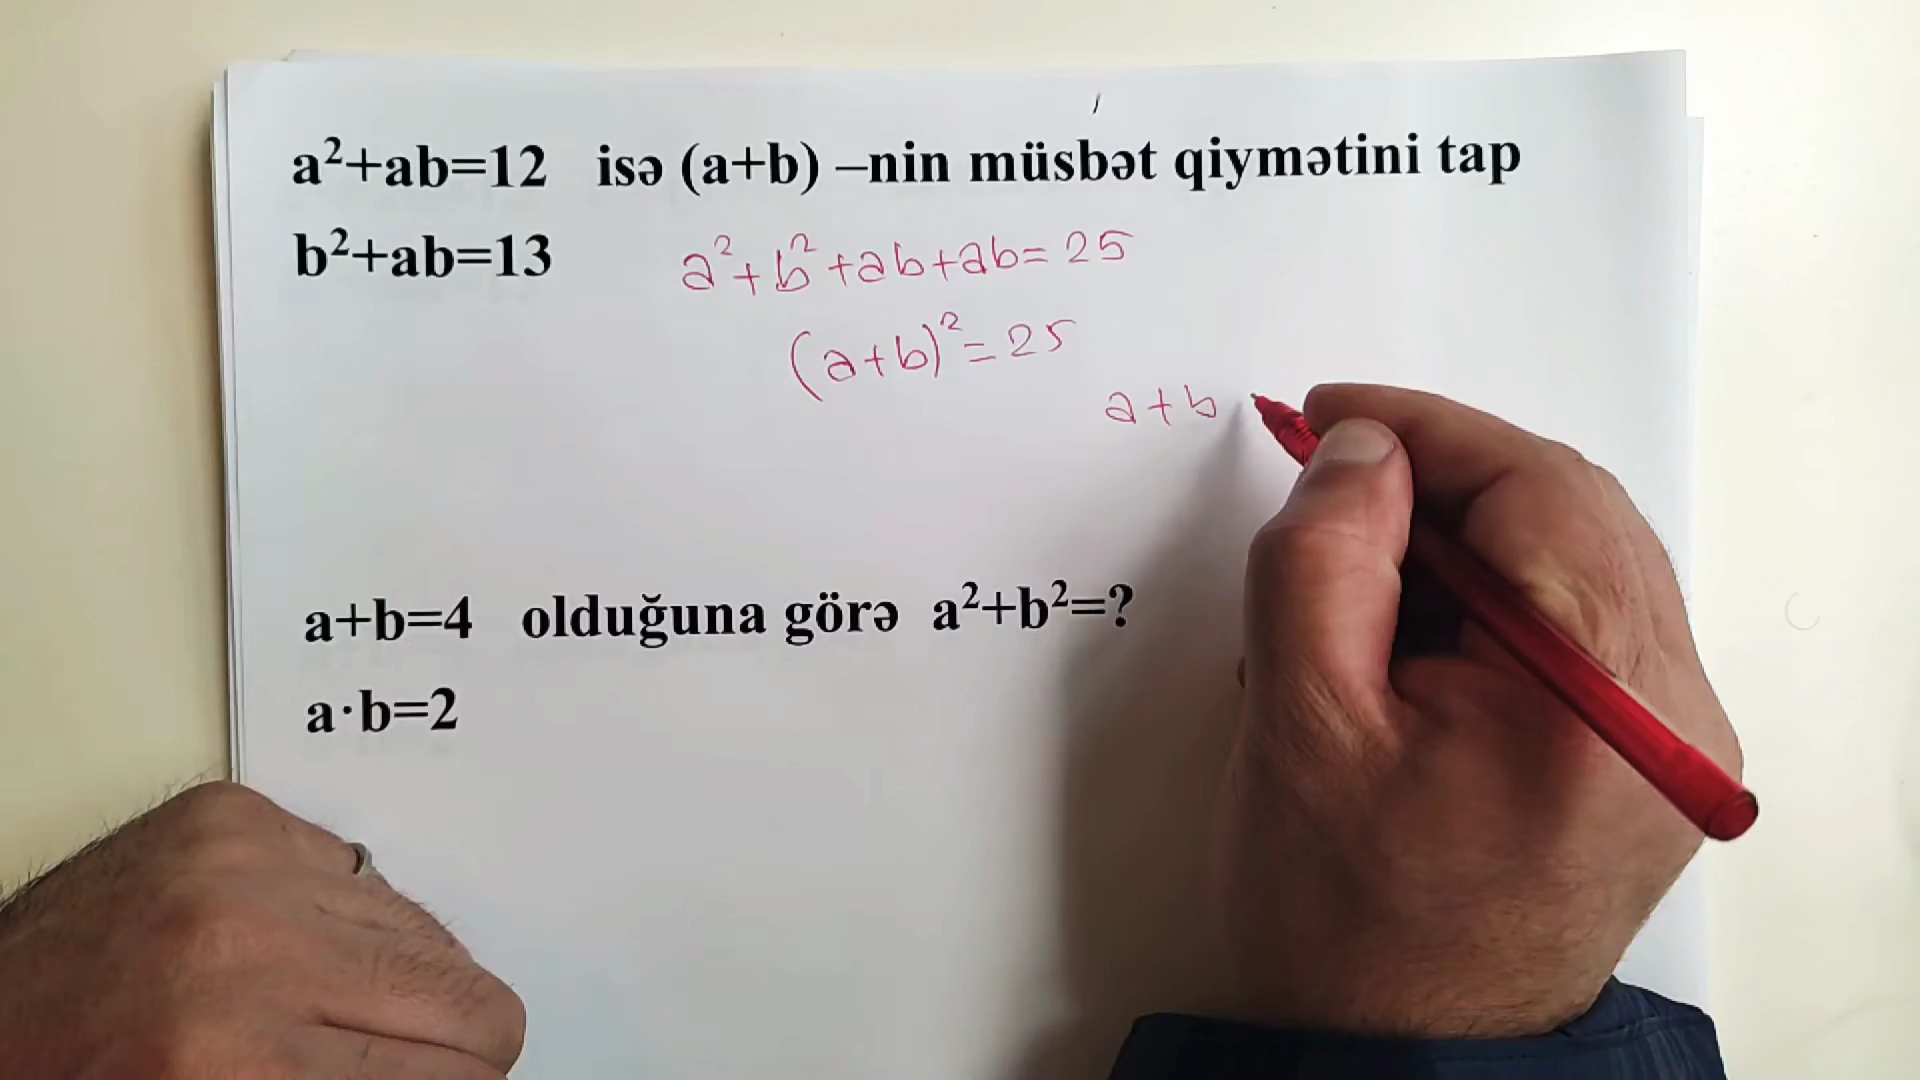 a²+ab=12 isə (a+b) –nin müsbət qiymətini tap
b²+ab=13
a²+b²+ab+ab=25
(a+b)²=25
a+b
a+b=4 olduğuna görə a²+b²=?
a·b=2